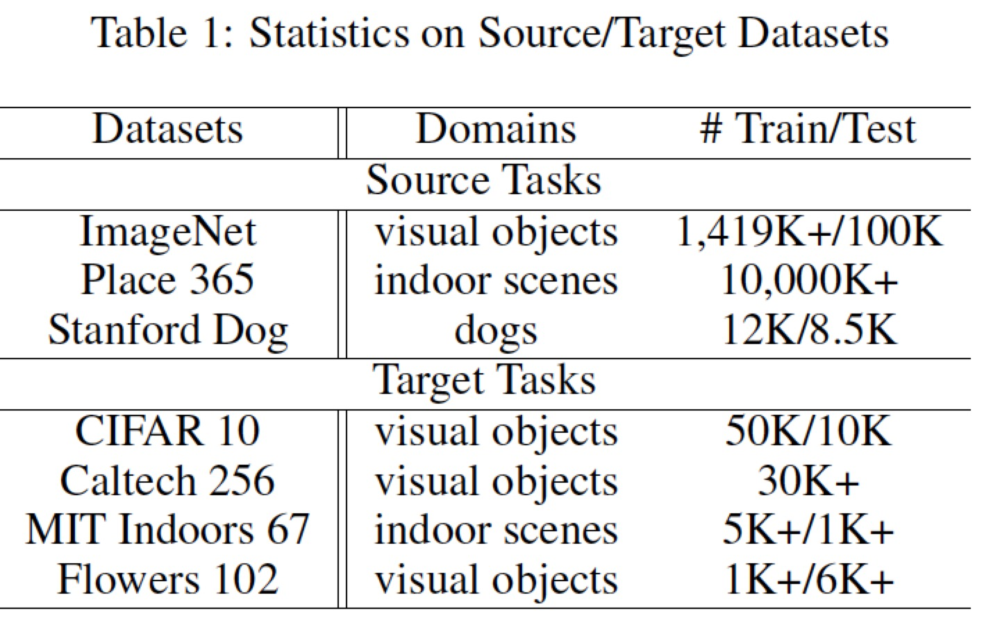 Table 1: Statistics on Source/Target Datasets
Datasets Domains # Train/Test
Source Tasks
ImageNet visual objects 1,419K+/100K
Place 365 indoor scenes 10,000K+
Stanford Dog dogs 12K/8.5K
Target Tasks
CIFAR 10 visual objects 50K/10K
Caltech 256 visual objects 30K+
MIT Indoors 67 indoor scenes 5K+/1K+
Flowers 102 visual objects 1K+/6K+